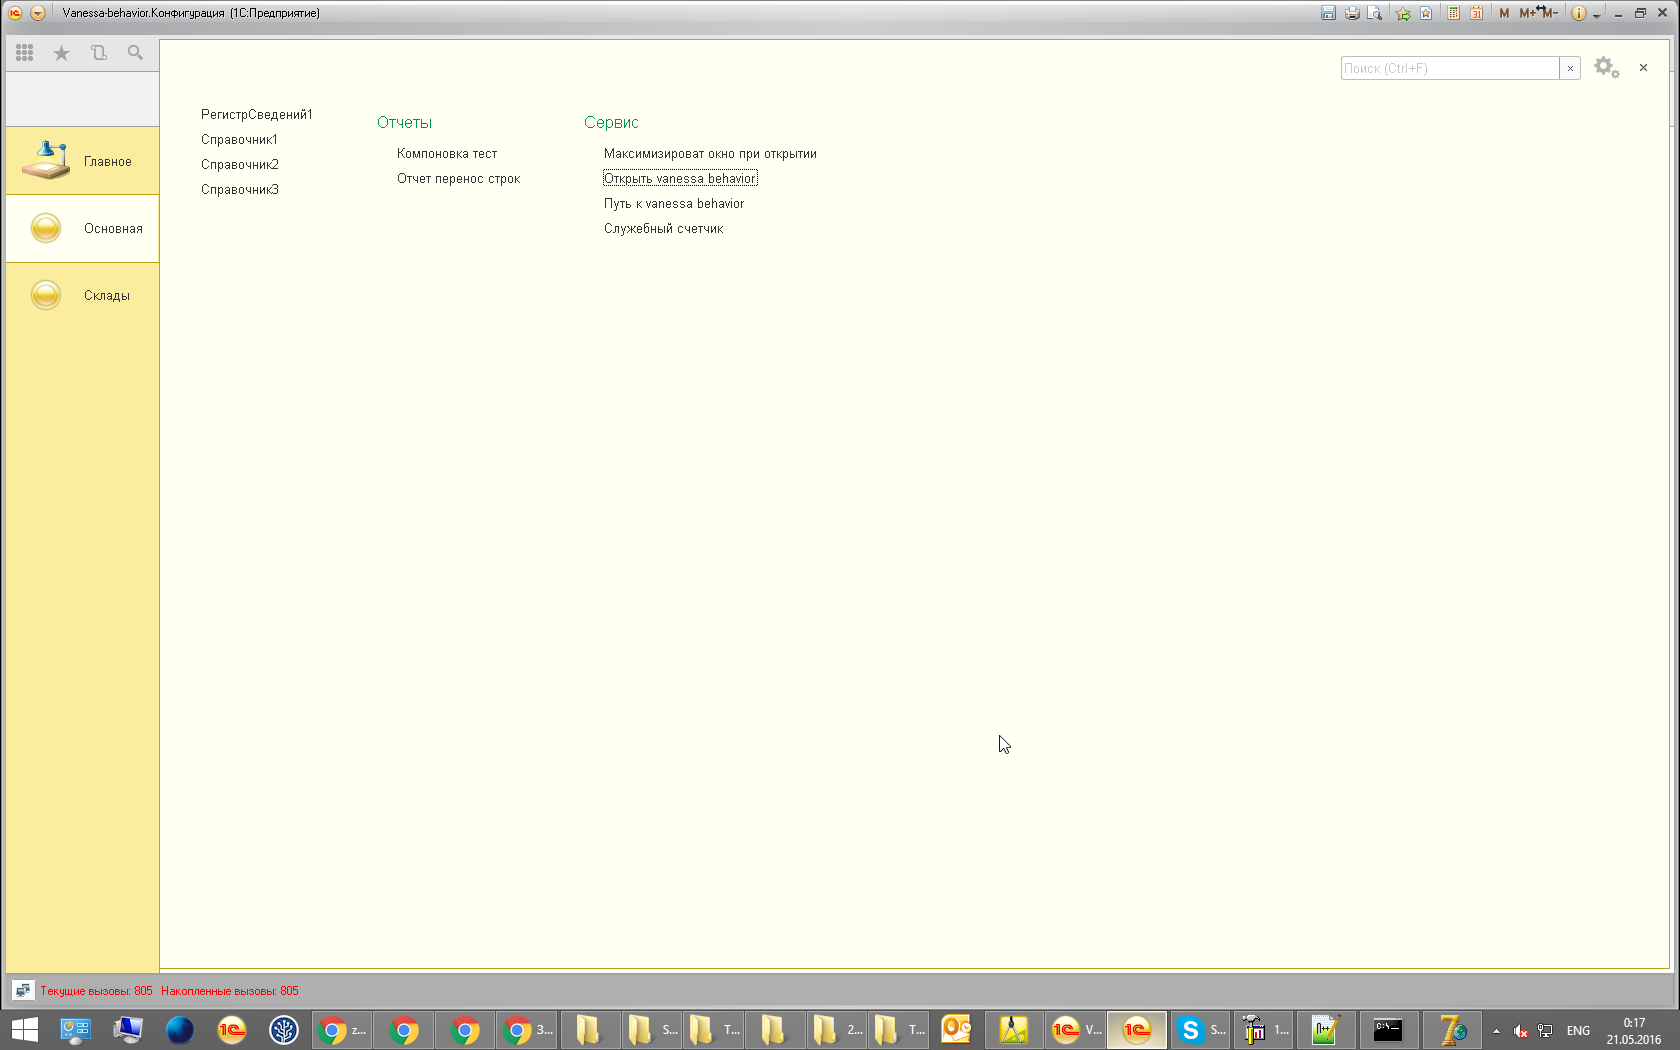 Vanessa-behavior.Конфигурация (1С:Предприятие)
M M+ M-
31
Поиск (Ctrl+F)
Главное
Основная
Склады
РегистрСведений1
Справочник1
Справочник2
Справочник3
Отчеты
Компоновка тест
Отчет перенос строк
Сервис
Максимизироват окно при открытии
Открыть vanessa behavior
Путь к vanessa behavior
Служебный счетчик
Текущие вызовы: 805 Накопленные вызовы: 805
z... 3... S... T... 2... T... V... S... 1...
ENG
0:17
21.05.2016